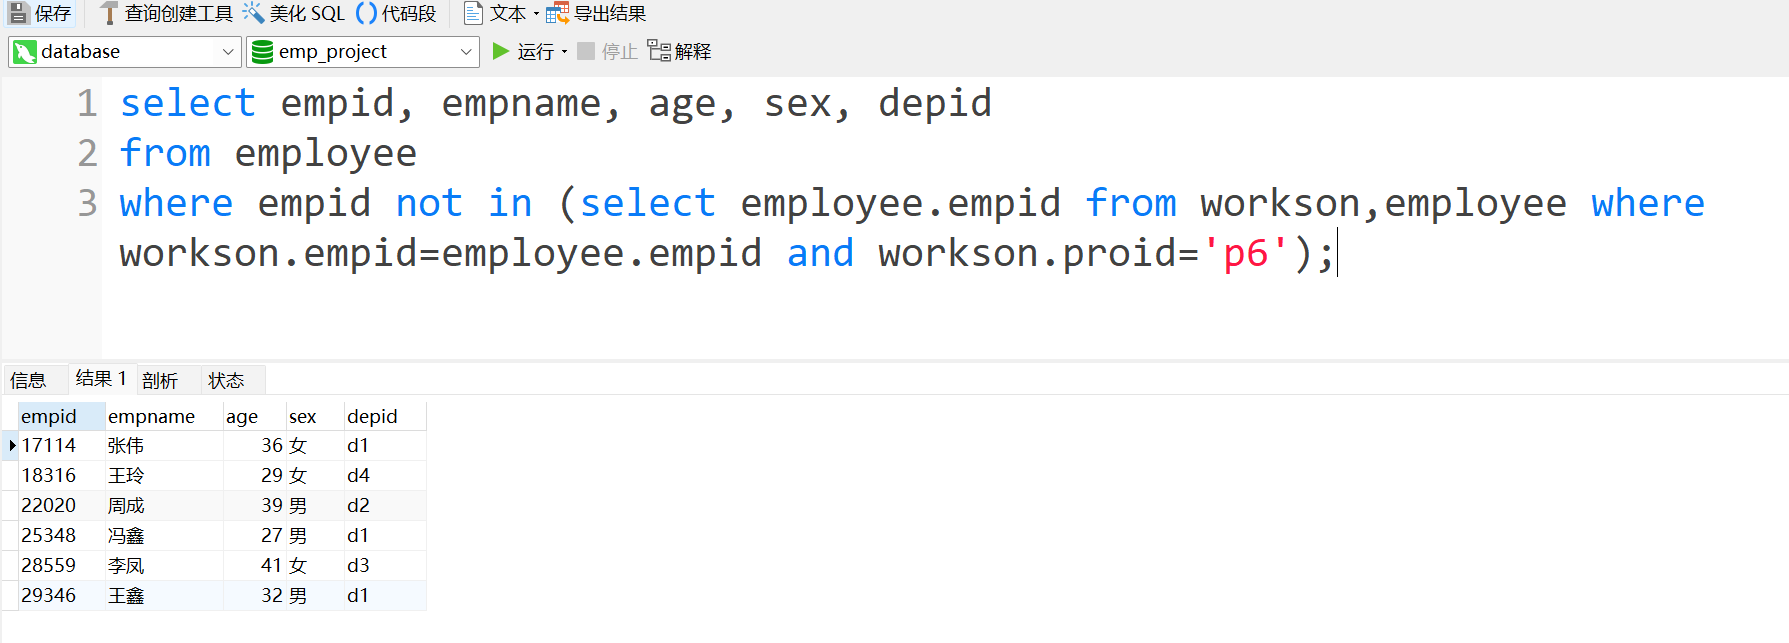 保存 查询创建工具 美化 SQL () 代码段 文本 导出结果
database emp_project 运行 停止 解释
1 select empid, empname, age, sex, depid
2 from employee
3 where empid not in (select employee.empid from workson,employee where
workson.empid=employee.empid and workson.proid='p6');
信息 结果 1 剖析 状态
empid empname age sex depid
17114 张伟 36 女 d1
18316 王玲 29 女 d4
22020 周成 39 男 d2
25348 冯鑫 27 男 d1
28559 李凤 41 女 d3
29346 王鑫 32 男 d1